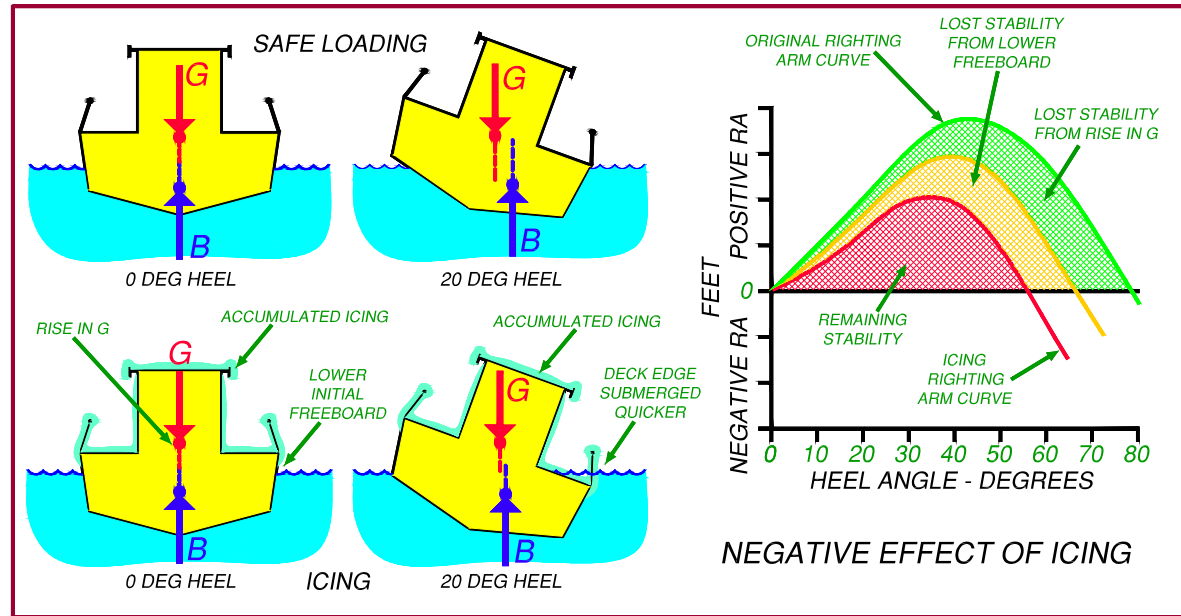 SAFE LOADING
G
B
0 DEG HEEL
G
B
20 DEG HEEL
RISE IN G
ACCUMULATED ICING
G
LOWER
INITIAL
FREEBOARD
B
0 DEG HEEL
ICING
ACCUMULATED ICING
G
DECK EDGE
SUBMERGED
QUICKER
B
20 DEG HEEL
ORIGINAL RIGHTING
ARM CURVE
LOST STABILITY
FROM LOWER
FREEBOARD
LOST STABILITY
FROM RISE IN G
POSITIVE RA
FEET
0
NEGATIVE RA
REMAINING
STABILITY
ICING
RIGHTING
ARM CURVE
0 10 20 30 40 50 60 70 80
HEEL ANGLE - DEGREES
NEGATIVE EFFECT OF ICING